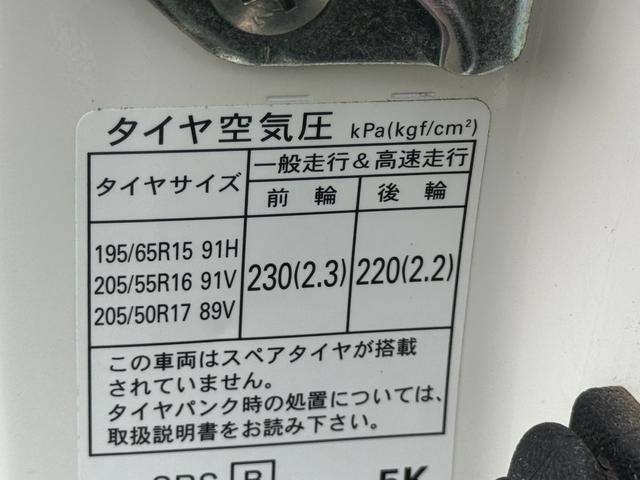 タイヤ空気圧 kPa(kgf/cm²)
タイヤサイズ 一般走行&高速走行
前輪 後輪
195/65R15 91H
205/55R16 91V 230(2.3) 220(2.2)
205/50R17 89V
この車両はスペアタイヤが搭載
されていません。
タイヤパンク時の処置については、
取扱説明書をお読み下さい。
B